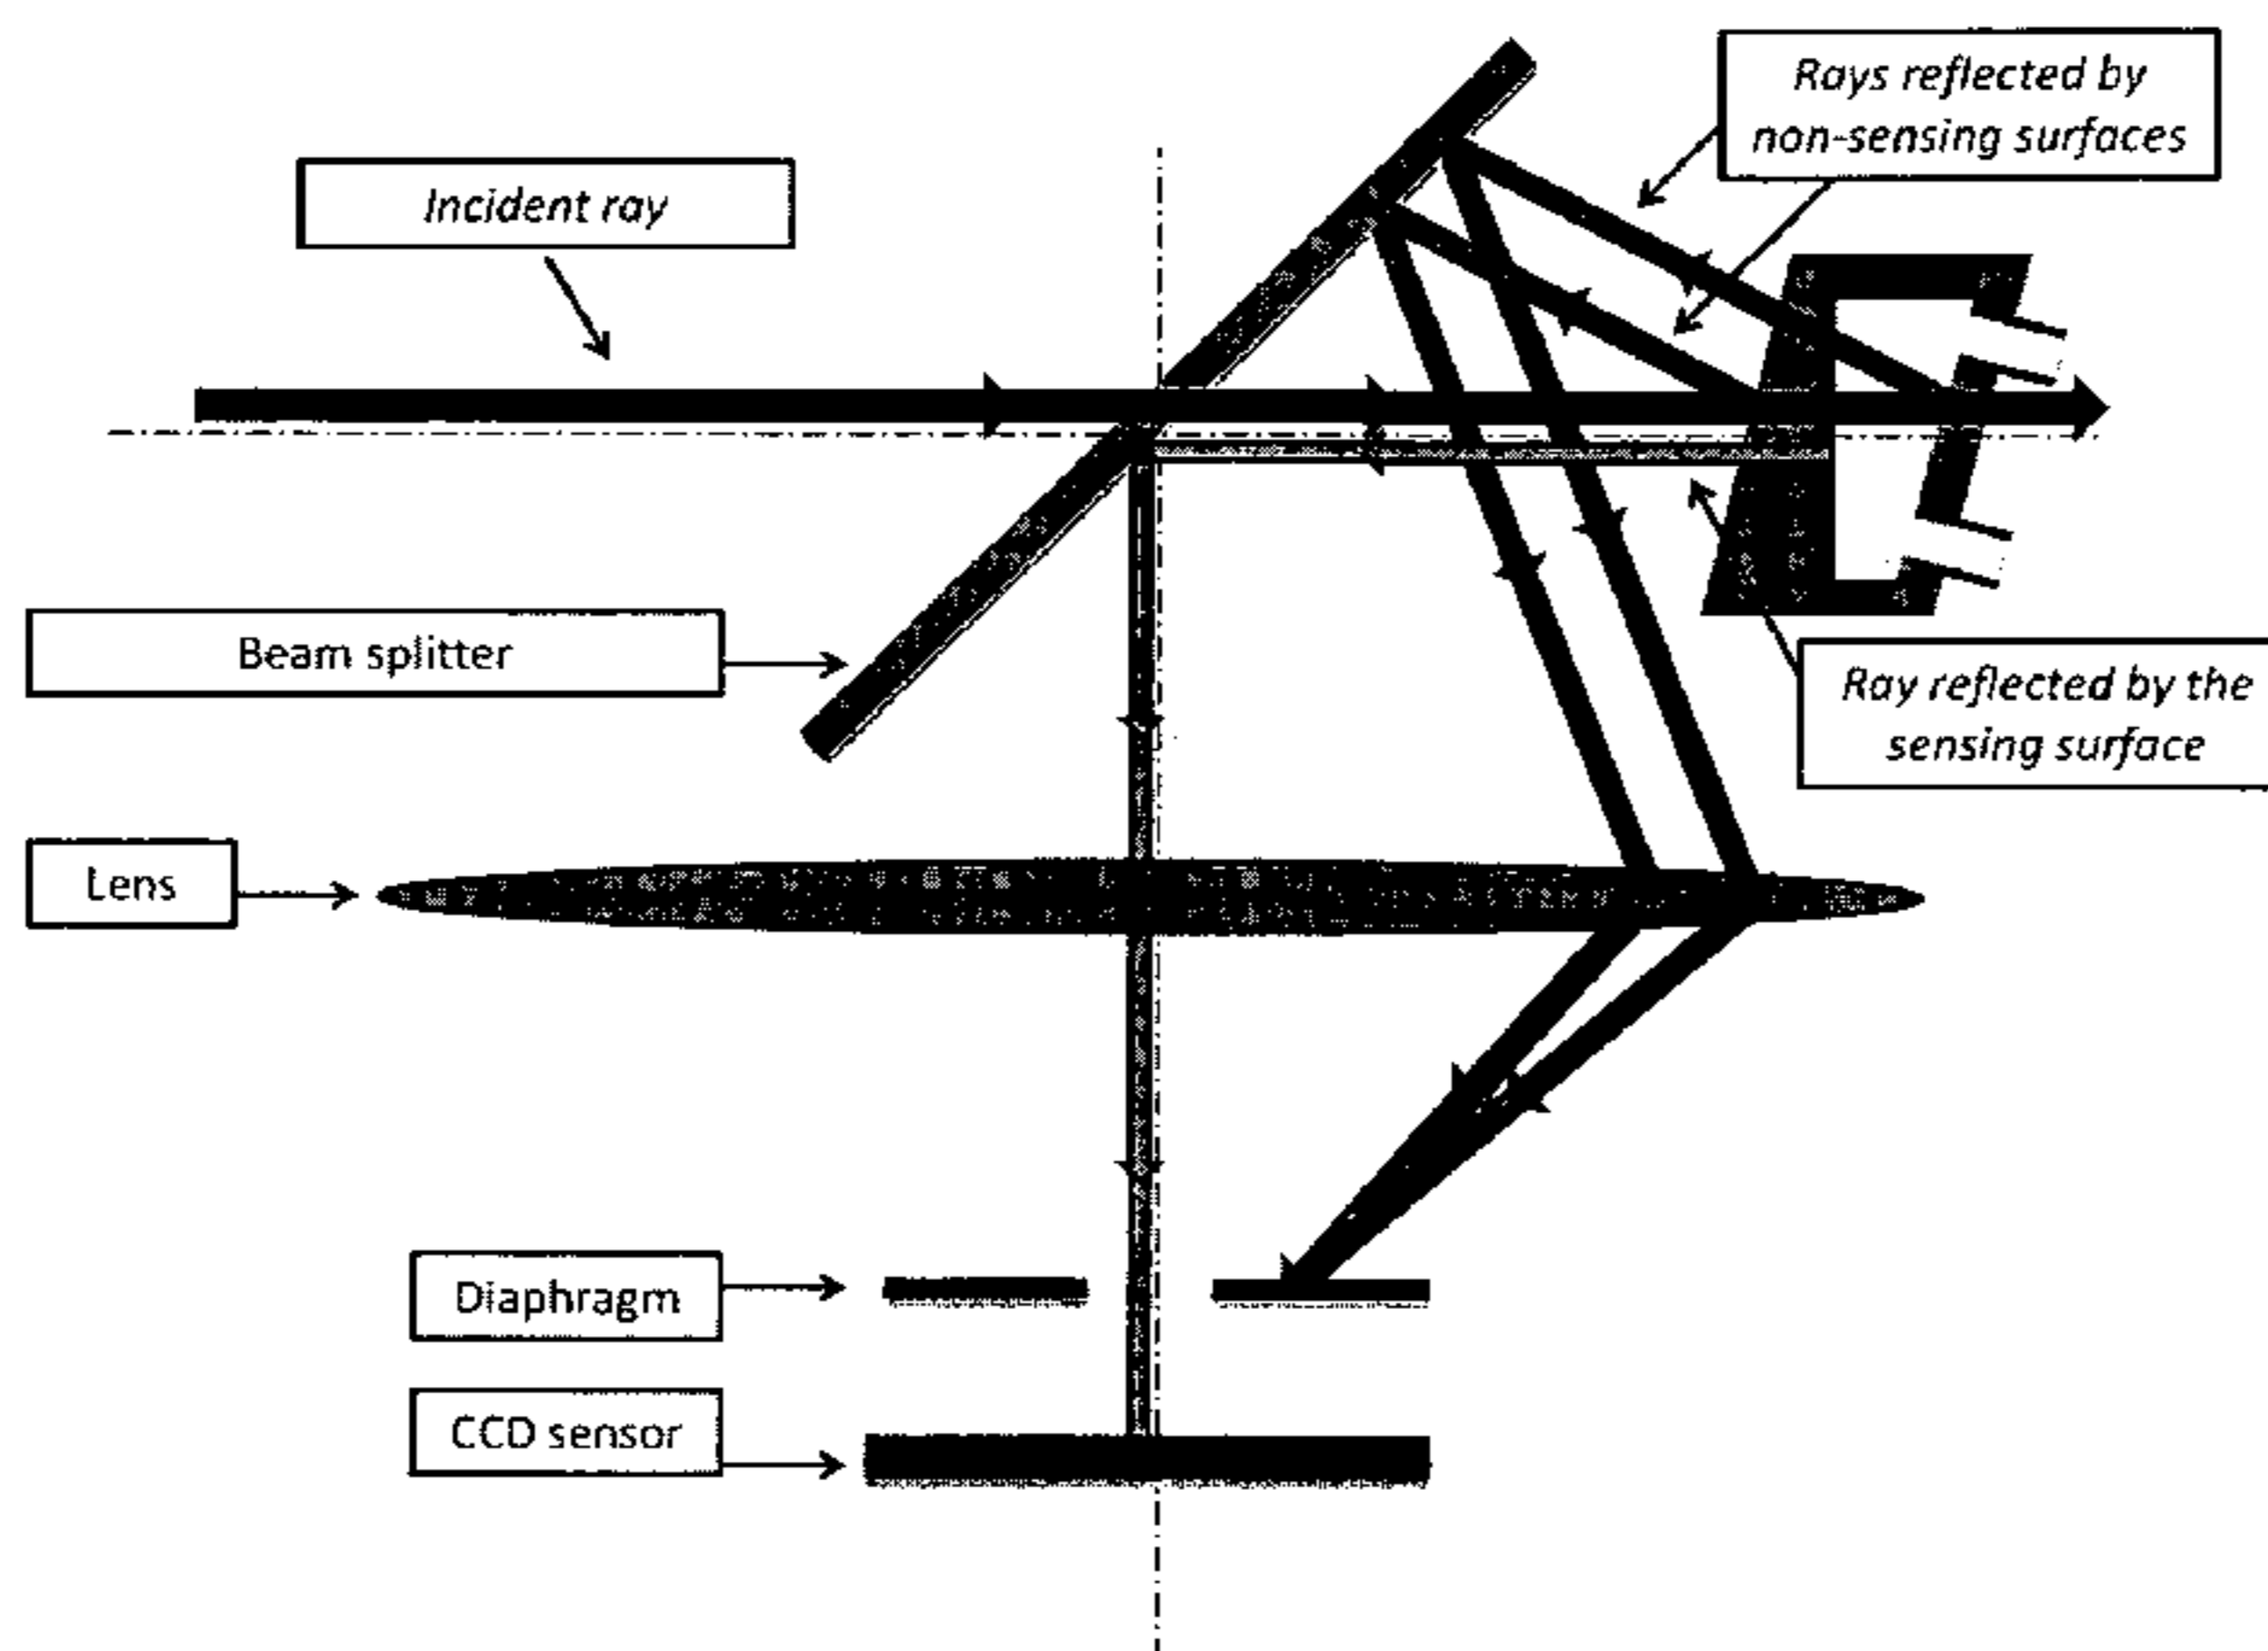 Rays reflected by
non-sensing surfaces
Incident ray
Beam splitter
Ray reflected by the
sensing surface
Lens
Diaphragm
CCD sensor